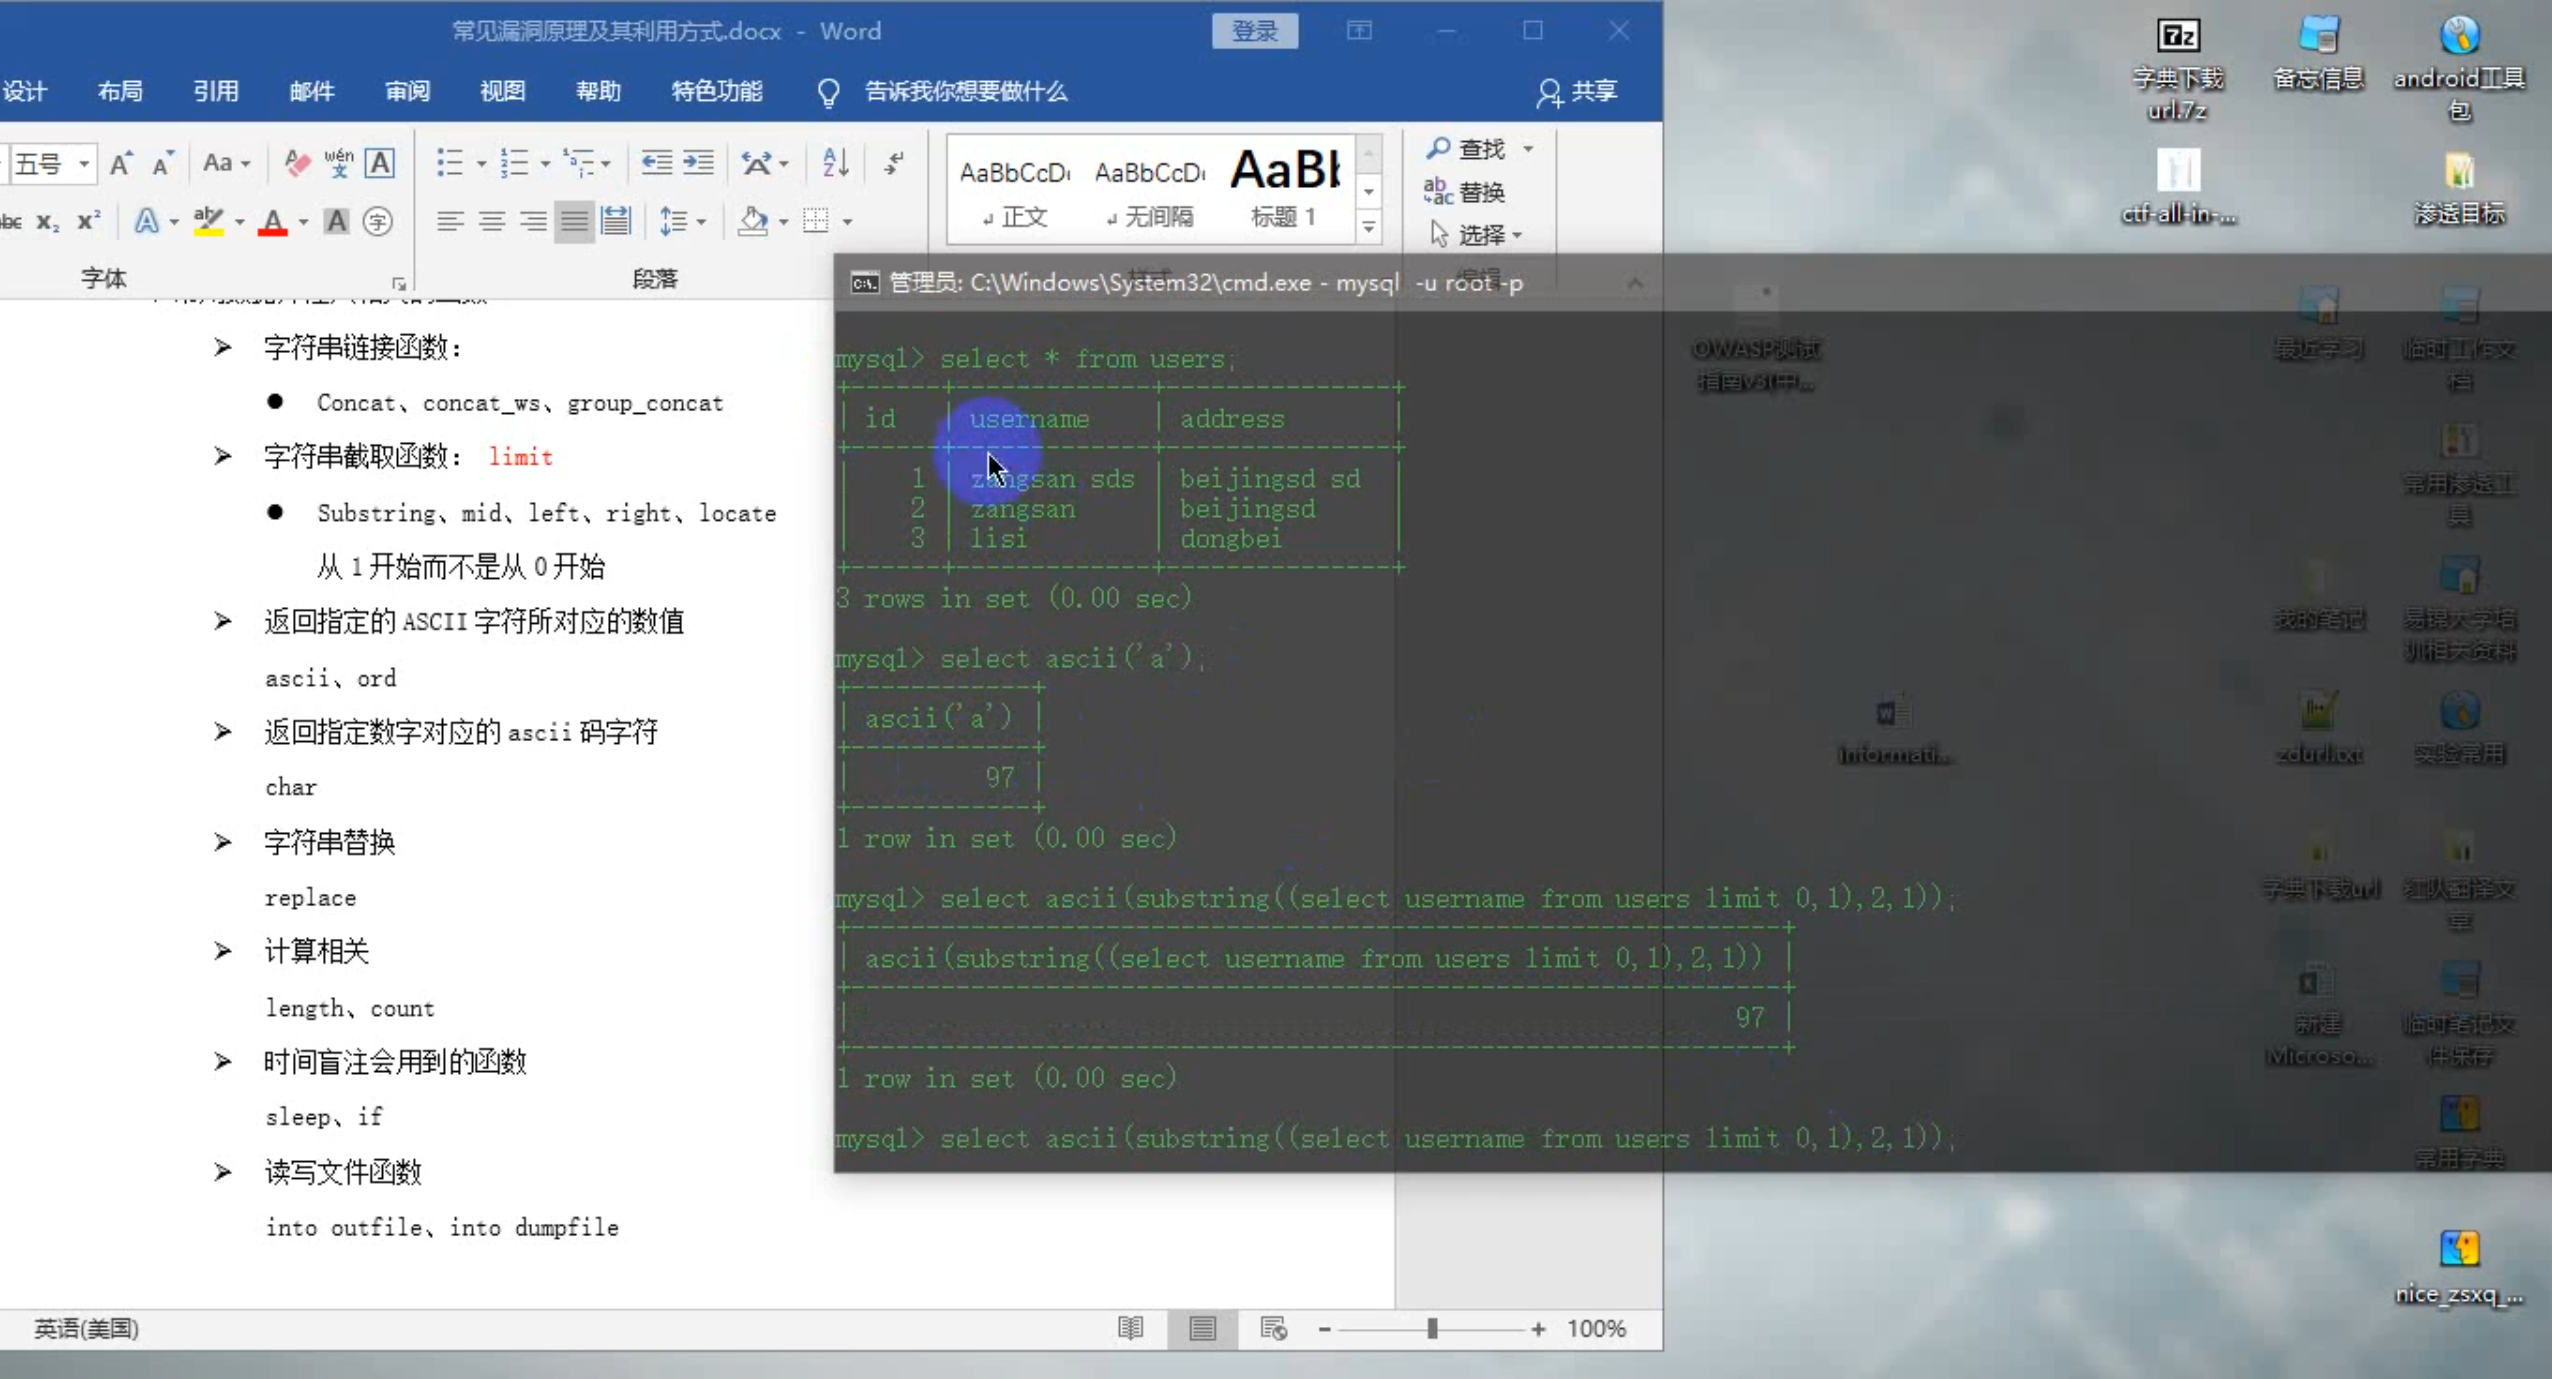 常见漏洞原理及其利用方式.docx - Word
登录
设计 布局 引用 邮件 审阅 视图 帮助 特色功能 告诉我你想要做什么 共享
五号 Aa wén 文 A
abc x₂ x² A aby A A 字
AaBbCcDı AaBbCcDı AaBl
正文 无间隔 标题 1
查找
替换
选择
字体 段落 样式 编辑
字符串链接函数：
Concat、concat_ws、group_concat
字符串截取函数： limit
Substring、mid、left、right、locate
从 1 开始而不是从 0 开始
返回指定的 ASCII 字符所对应的数值
ascii、ord
返回指定数字对应的 ascii 码字符
char
字符串替换
replace
计算相关
length、count
时间盲注会用到的函数
sleep、if
读写文件函数
into outfile、into dumpfile
英语(美国)
100%
管理员: C:\Windows\System32\cmd.exe - mysql -u root -p
mysql> select * from users;
| id | username | address |
| 1 | zangsan sds | beijingsd sd |
| 2 | zangsan | beijingsd |
| 3 | lisi | dongbei |
3 rows in set (0.00 sec)
mysql> select ascii('a');
| ascii('a') |
| 97 |
1 row in set (0.00 sec)
mysql> select ascii(substring((select username from users limit 0,1),2,1));
| ascii(substring((select username from users limit 0,1),2,1)) |
| 97 |
1 row in set (0.00 sec)
mysql> select ascii(substring((select username from users limit 0,1),2,1));
字典下载
url.7z
备忘信息
android工具
包
ctf-all-in-...
渗透目标
OWASP测试
指南v3(中...
最近学习
临时工作文
档
常用渗透工
具
我的笔记
易锦大学培
训相关资料
informati...
zdurl.txt
实验常用
字典下载url
红队翻译文
章
新建
Microso...
临时笔记文
件保存
常用字典
nice_zsxq_...